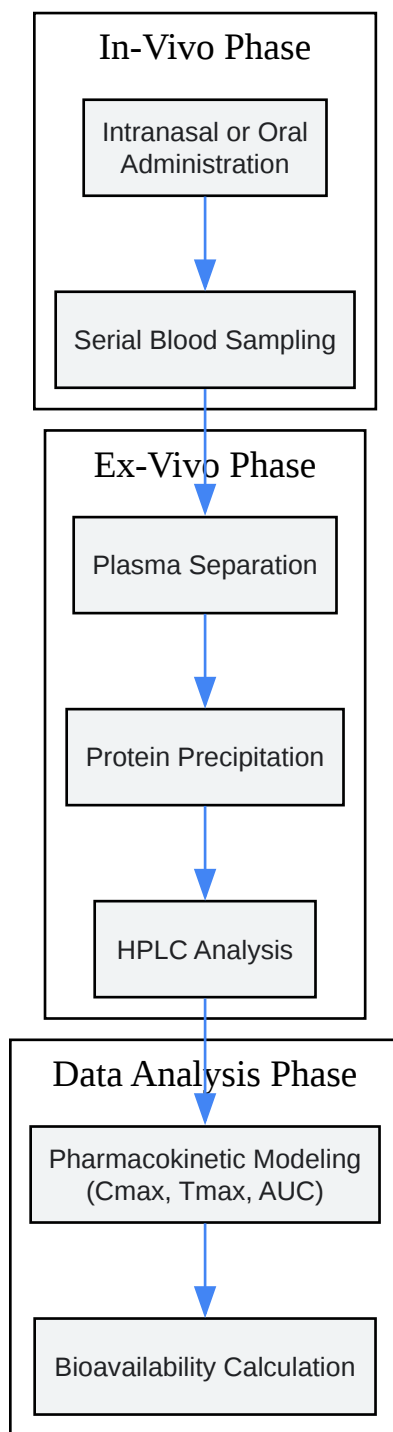 In-Vivo Phase
Intranasal or Oral
Administration
Serial Blood Sampling
Ex-Vivo Phase
Plasma Separation
Protein Precipitation
HPLC Analysis
Data Analysis Phase
Pharmacokinetic Modeling
(Cmax, Tmax, AUC)
Bioavailability Calculation